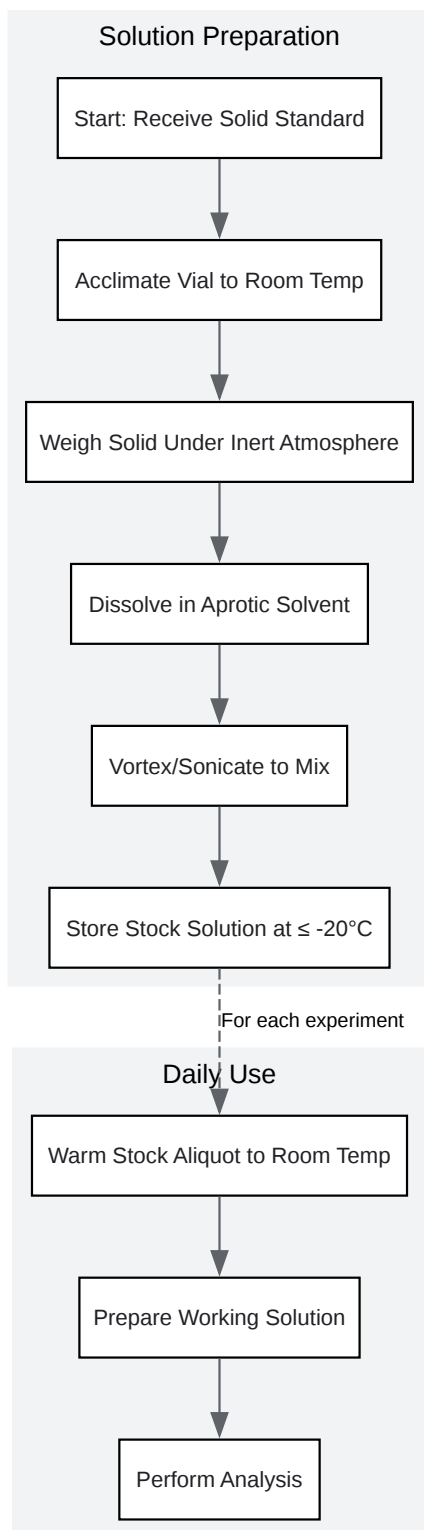 Solution Preparation
Start: Receive Solid Standard
Acclimate Vial to Room Temp
Weigh Solid Under Inert Atmosphere
Dissolve in Aprotic Solvent
Vortex/Sonicate to Mix
Store Stock Solution at ≤ -20°C
For each experiment
Daily Use
Warm Stock Aliquot to Room Temp
Prepare Working Solution
Perform Analysis